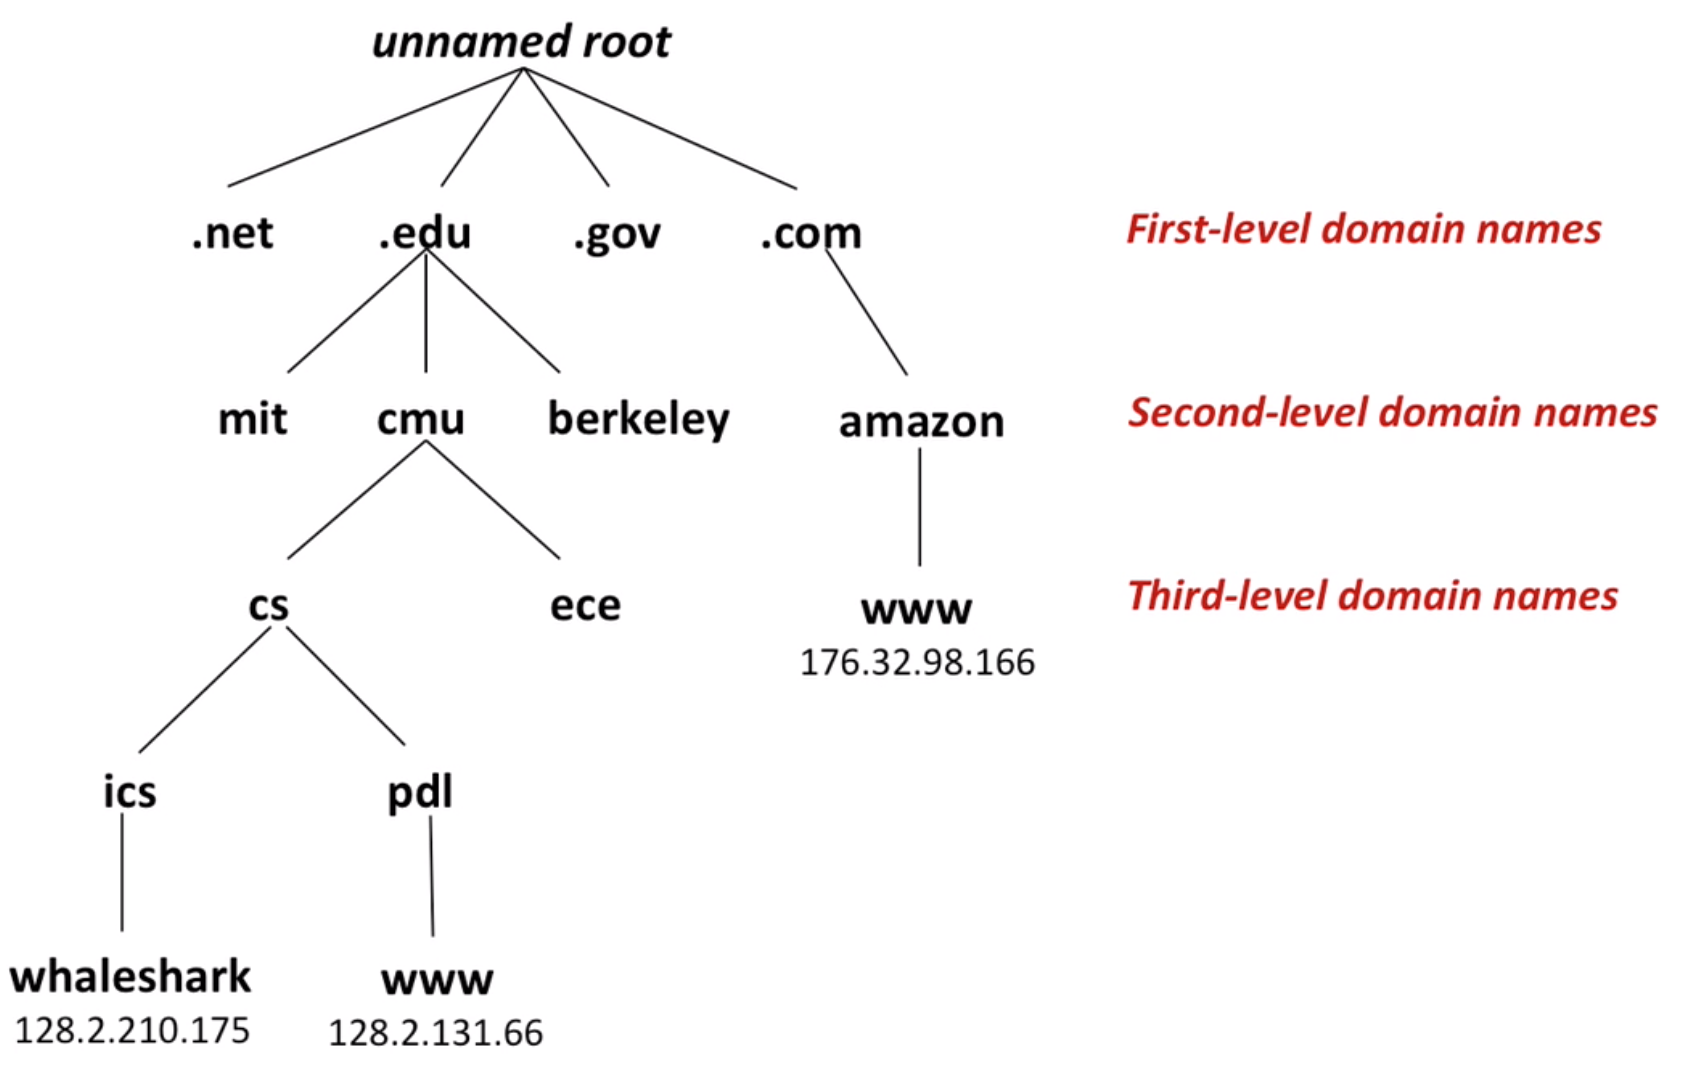 unnamed root
.net .edu .gov .com First-level domain names
mit cmu berkeley amazon Second-level domain names
cs ece www Third-level domain names
176.32.98.166
ics pdl
whaleshark www
128.2.210.175 128.2.131.66